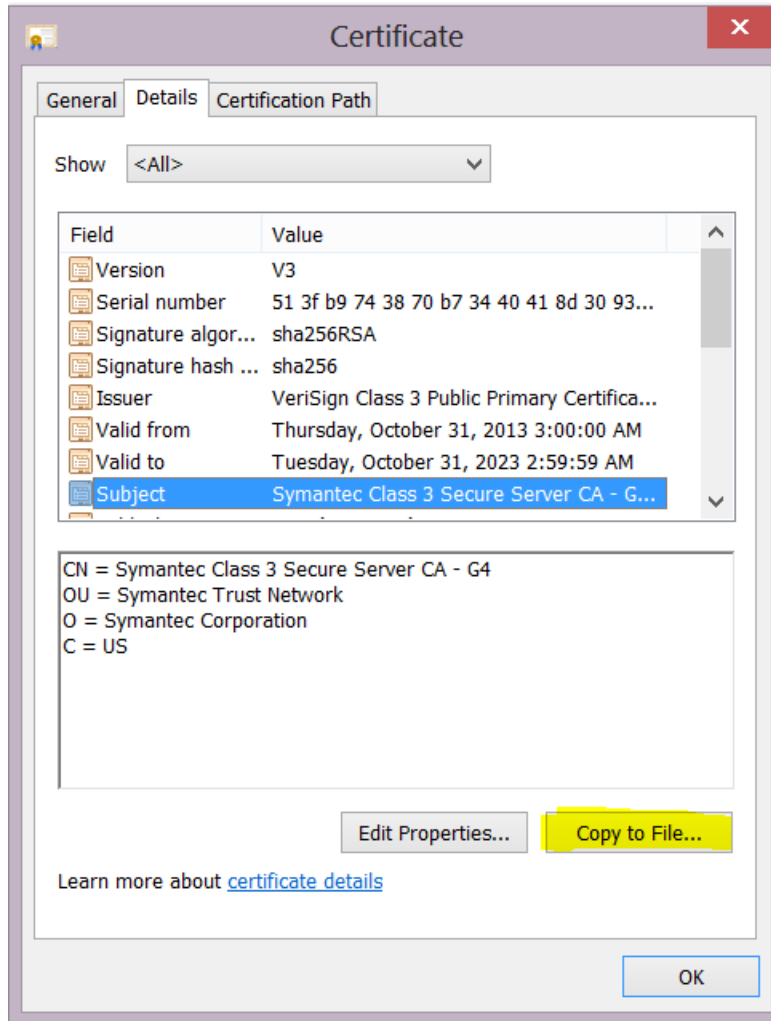 Certificate
General Details Certification Path
Show <All>
Field Value
Version V3
Serial number 51 3f b9 74 38 70 b7 34 40 41 8d 30 93...
Signature algor... sha256RSA
Signature hash ... sha256
Issuer VeriSign Class 3 Public Primary Certifica...
Valid from Thursday, October 31, 2013 3:00:00 AM
Valid to Tuesday, October 31, 2023 2:59:59 AM
Subject Symantec Class 3 Secure Server CA - G...
CN = Symantec Class 3 Secure Server CA - G4
OU = Symantec Trust Network
O = Symantec Corporation
C = US
Edit Properties... Copy to File...
Learn more about certificate details
OK